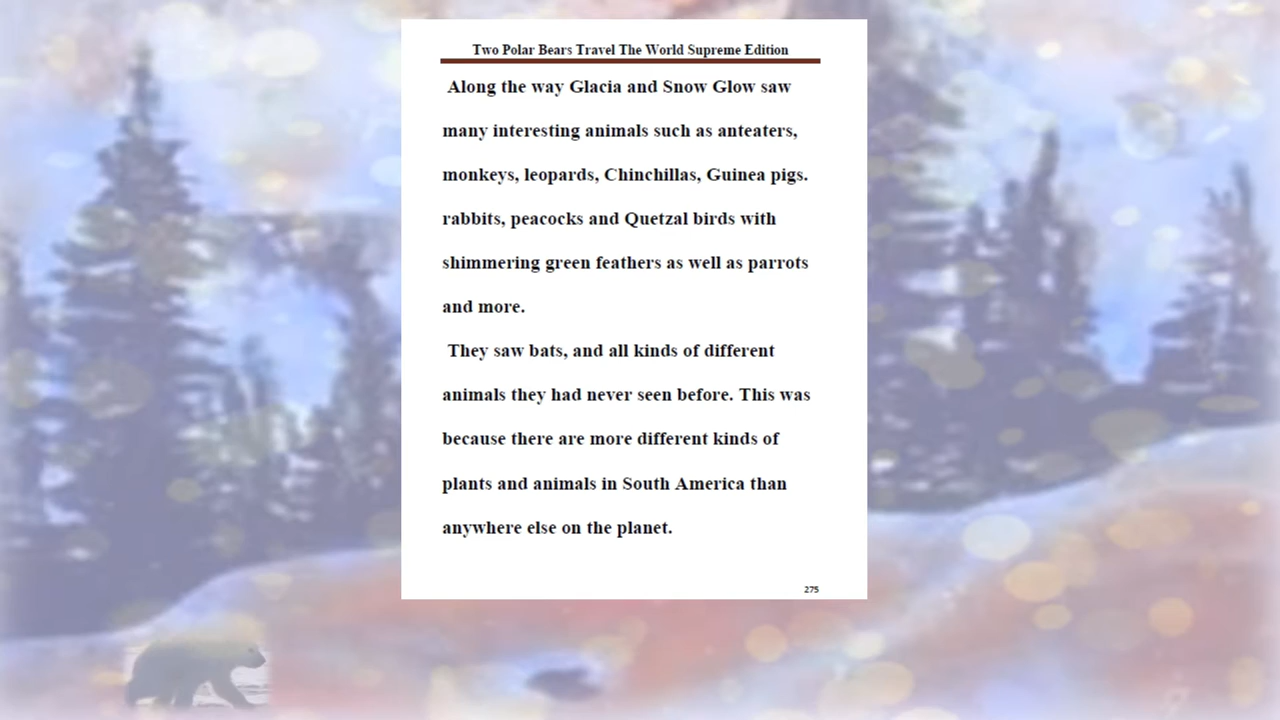 Two Polar Bears Travel The World Supreme Edition
Along the way Glacia and Snow Glow saw
many interesting animals such as anteaters,
monkeys, leopards, Chinchillas, Guinea pigs.
rabbits, peacocks and Quetzal birds with
shimmering green feathers as well as parrots
and more.
They saw bats, and all kinds of different
animals they had never seen before. This was
because there are more different kinds of
plants and animals in South America than
anywhere else on the planet.
275